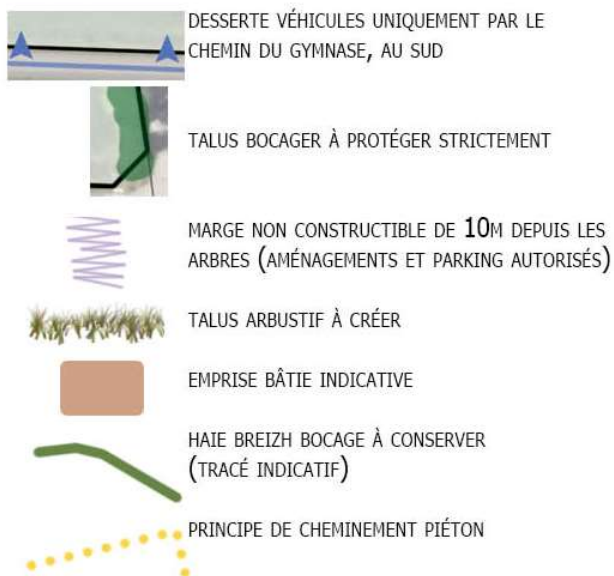 DESSERTE VÉHICULES UNIQUEMENT PAR LE
CHEMIN DU GYMNASE, AU SUD
TALUS BOCAGER À PROTÉGER STRICTEMENT
MARGE NON CONSTRUCTIBLE DE 10M DEPUIS LES
ARBRES (AMÉNAGEMENTS ET PARKING AUTORISÉS)
TALUS ARBUSTIF À CRÉER
EMPRISE BÂTIE INDICATIVE
HAIE BREIZH BOCAGE À CONSERVER
(TRACÉ INDICATIF)
PRINCIPE DE CHEMINEMENT PIÉTON